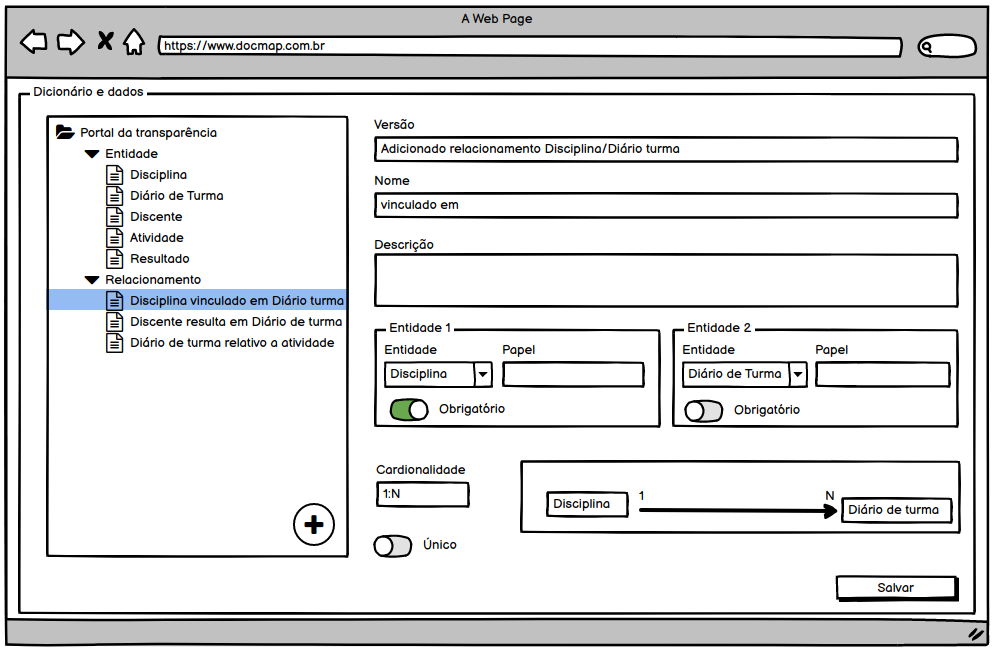 A Web Page
https://www.docmap.com.br
Dicionário e dados
Portal da transparência
Entidade
Disciplina
Diário de Turma
Discente
Atividade
Resultado
Relacionamento
Disciplina vinculado em Diário turma
Discente resulta em Diário de turma
Diário de turma relativo a atividade
Versão
Adicionado relacionamento Disciplina/Diário turma
Nome
vinculado em
Descrição
Entidade 1
Entidade Papel
Disciplina
Obrigatório
Entidade 2
Entidade Papel
Diário de Turma
Obrigatório
Cardionalidade
1:N
Único
1 N
Disciplina Diário de turma
Salvar